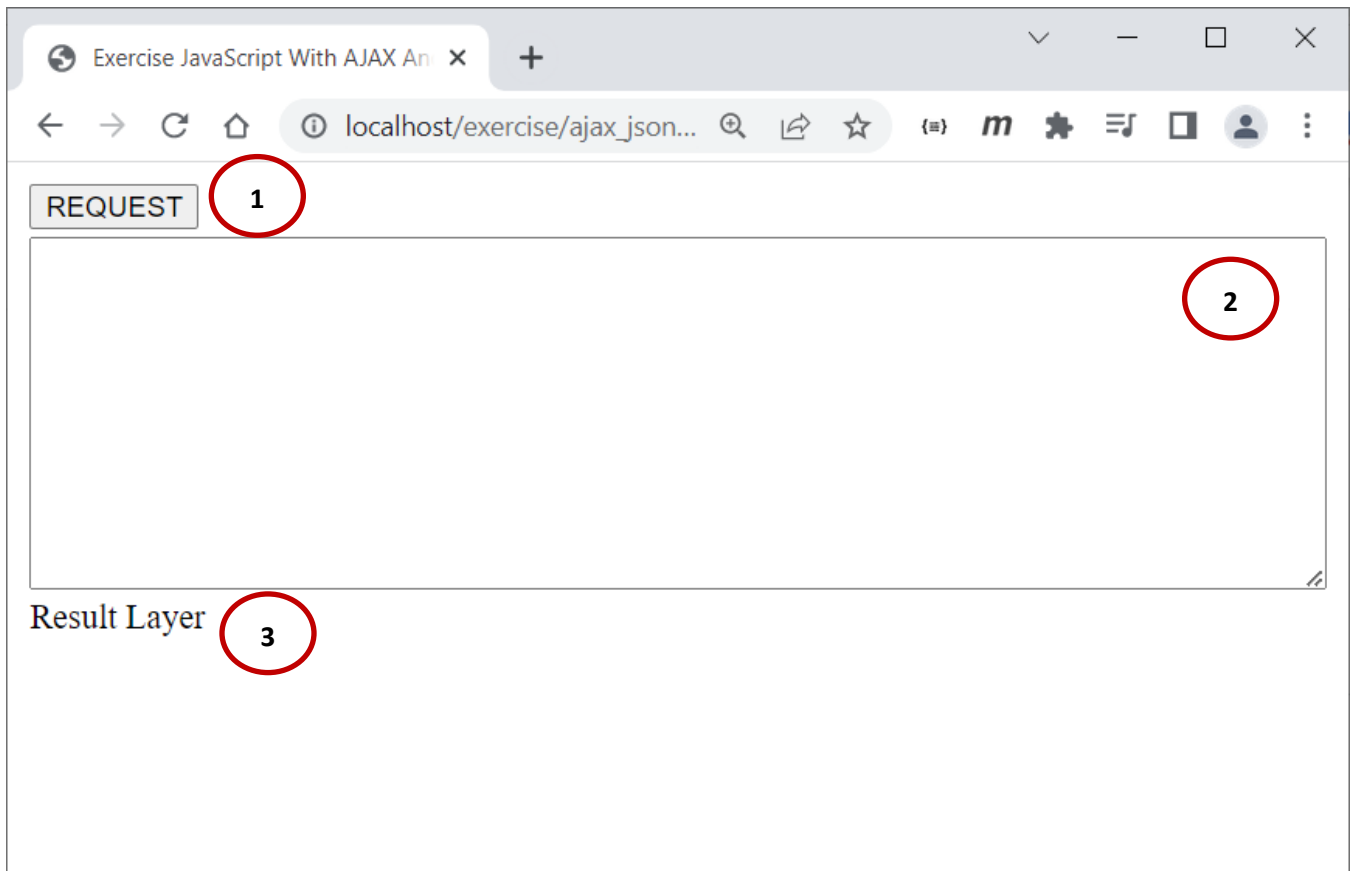 Exercise JavaScript With AJAX An
localhost/exercise/ajax_json... {≡} m
REQUEST 1
2
Result Layer 3